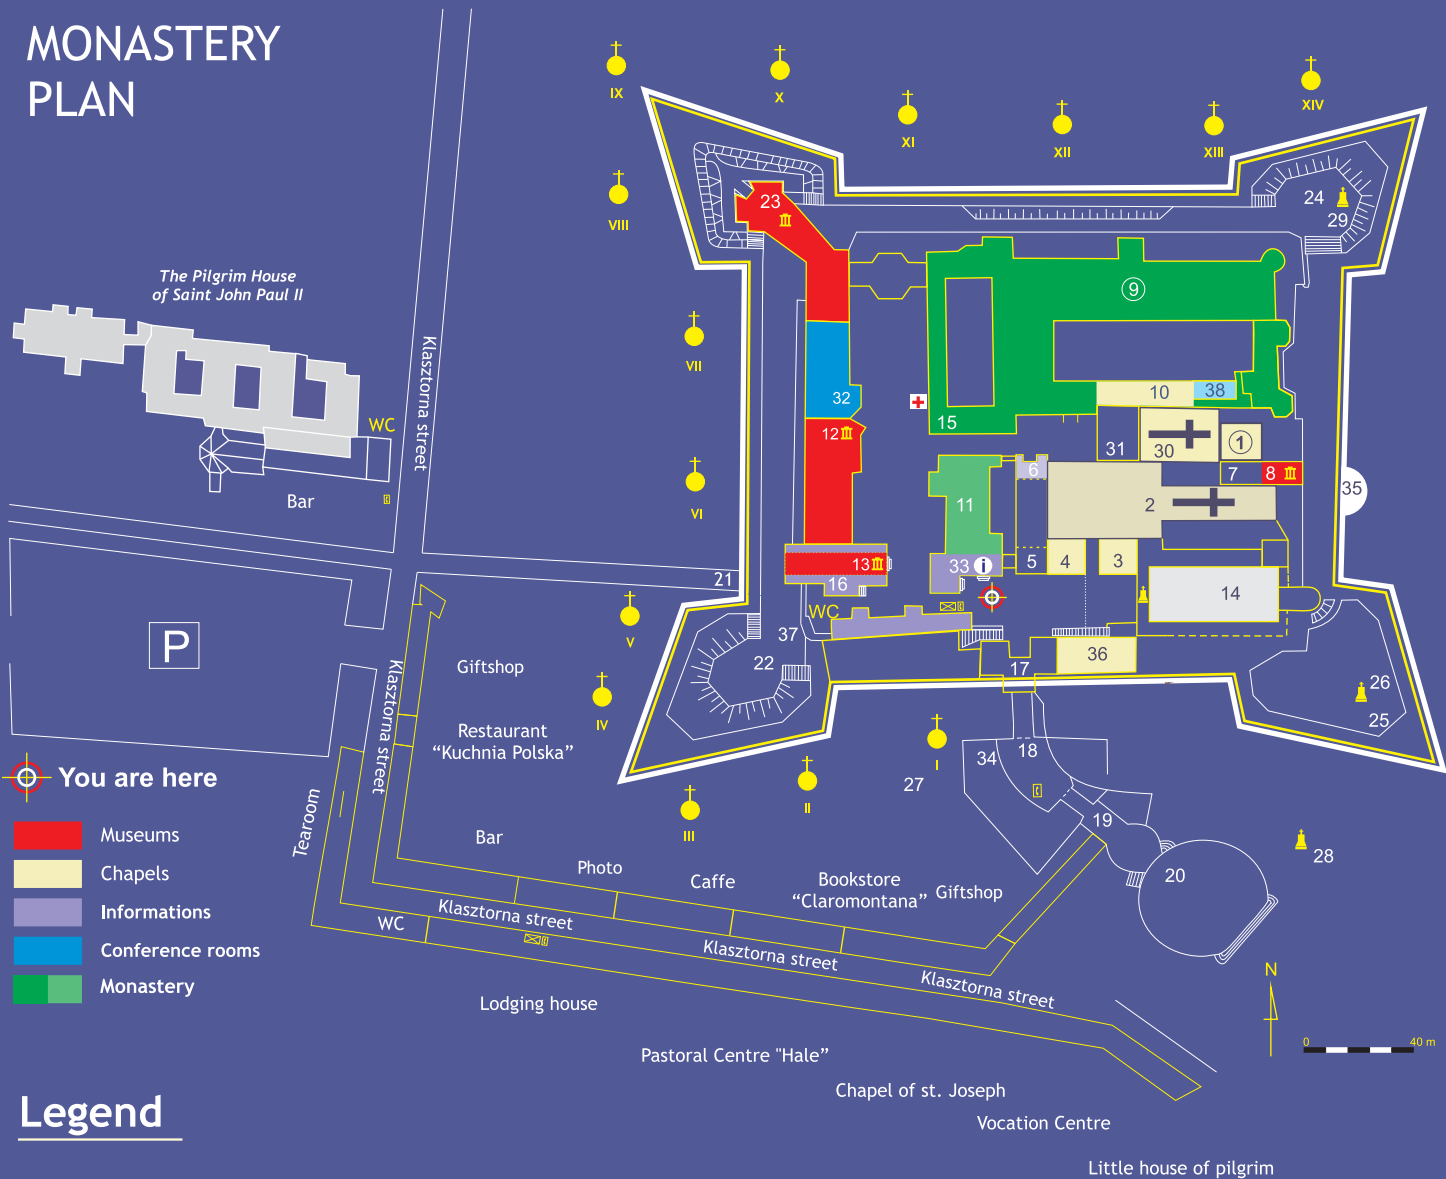 MONASTERY
PLAN
IX
X
XI
XII
XIII
XIV
VIII
VII
VI
V
IV
III
II
I
The Pilgrim House
of Saint John Paul II
WC
Bar
Klasztorna street
23
24
29
9
32
12
15
10
38
31
30
1
6
7
8
35
11
2
13
16
33
i
5
4
3
14
21
WC
37
22
17
36
26
25
P
Klasztorna street
Giftshop
Restaurant
“Kuchnia Polska”
34
18
27
19
20
28
You are here
Tearoom
Museums
Chapels
Informations
Conference rooms
Monastery
Bar
Photo
Caffe
Bookstore
“Claromontana”
Giftshop
WC
Klasztorna street
Klasztorna street
Klasztorna street
Lodging house
Pastoral Centre "Hale”
Chapel of st. Joseph
Vocation Centre
Little house of pilgrim
N
0
40 m
Legend